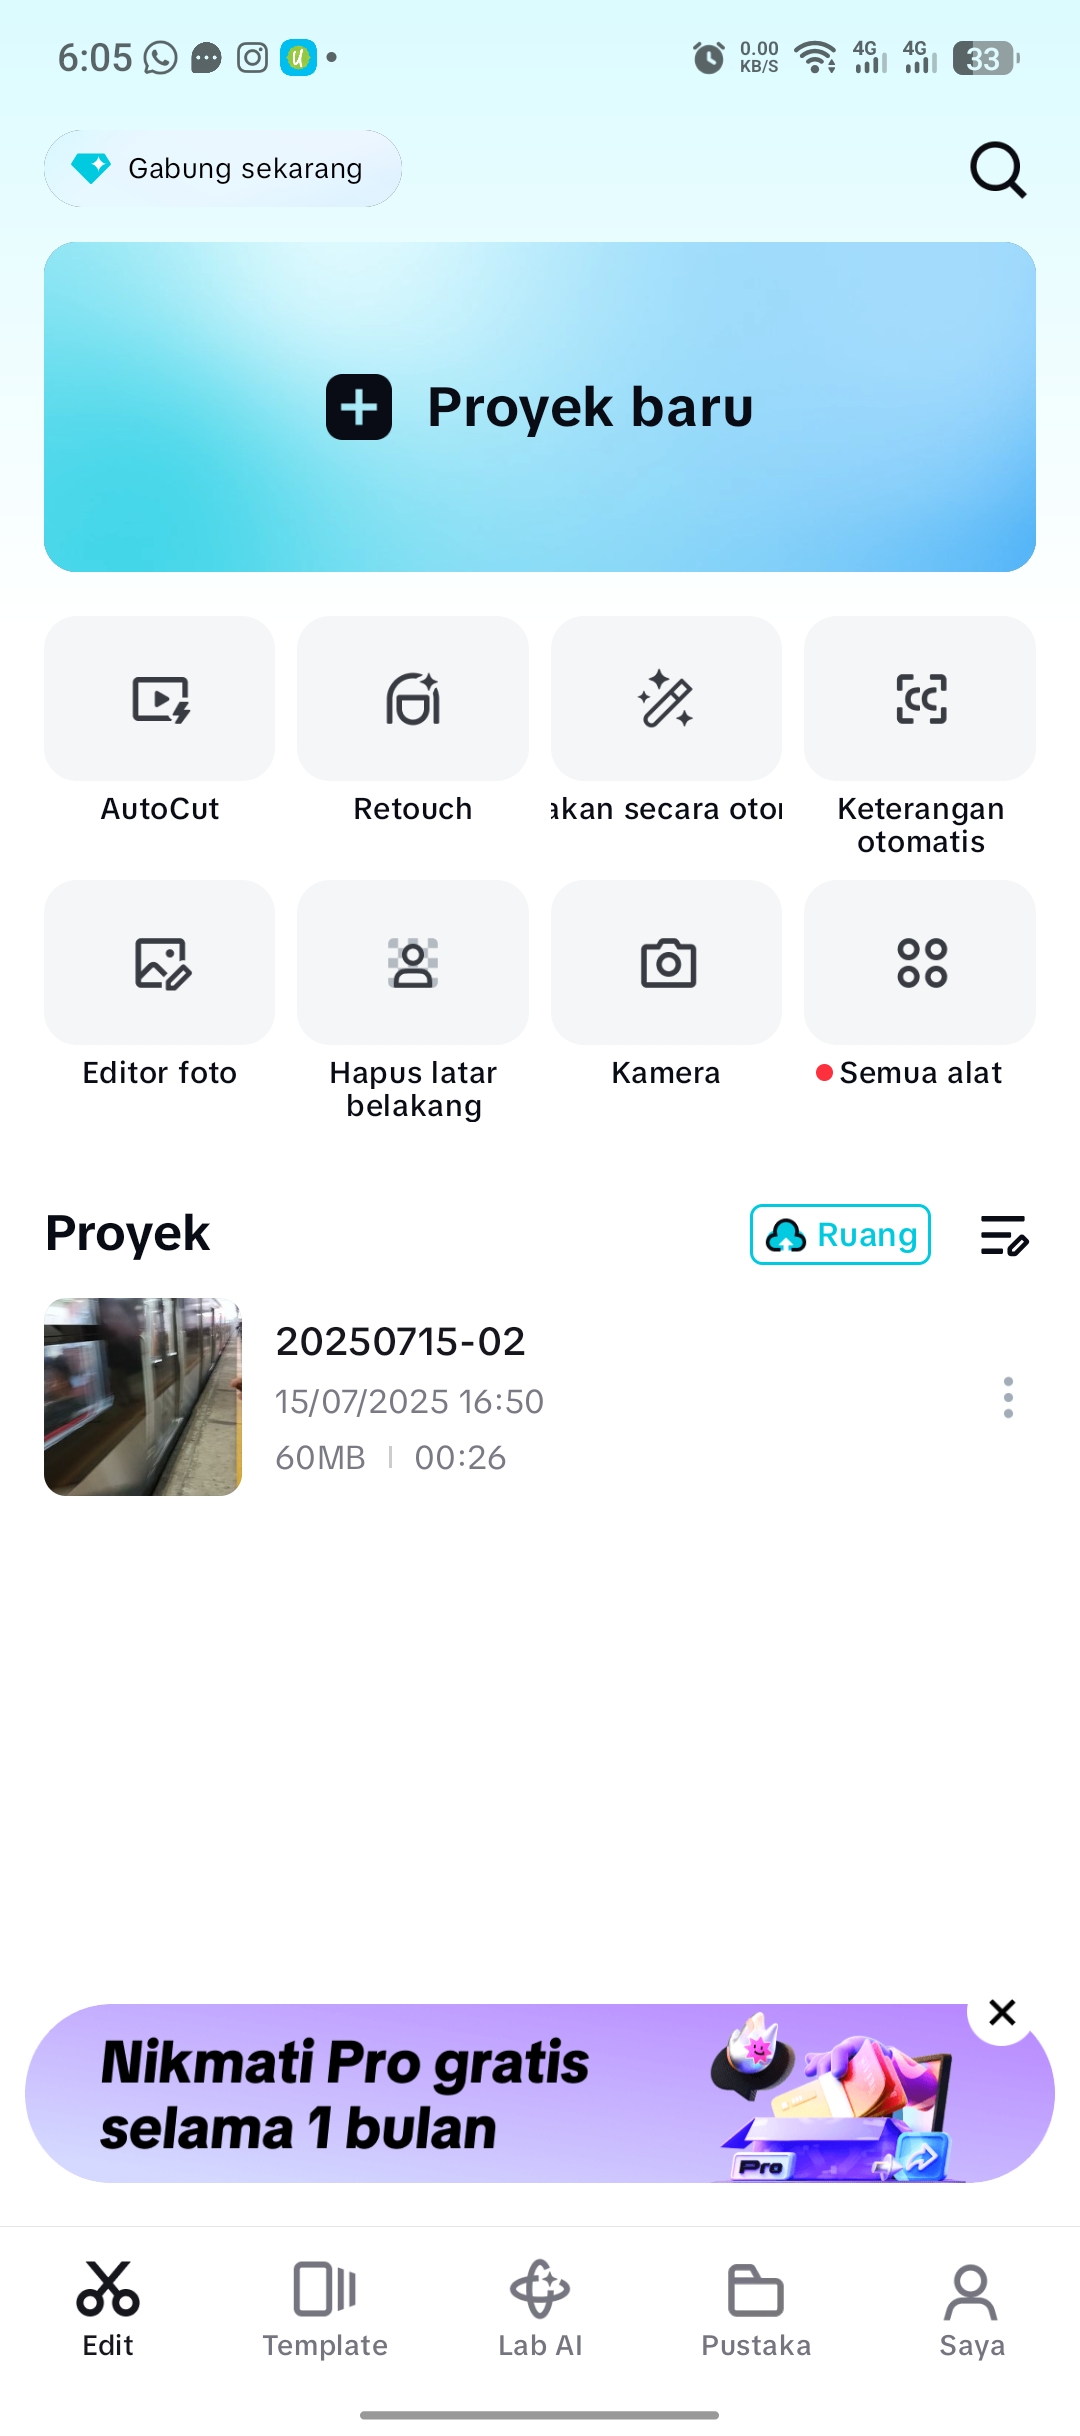 6:05
0.00 KB/S 4G 4G 33
Gabung sekarang
Proyek baru
AutoCut
Retouch
akan secara
Keterangan
otomatis
Editor foto
Hapus latar
belakang
Kamera
Semua alat
Proyek
Ruang
20250715-02
15/07/2025 16:50
60MB | 00:26
Nikmati Pro gratis
selama 1 bulan
Pro
Edit
Template
Lab AI
Pustaka
Saya